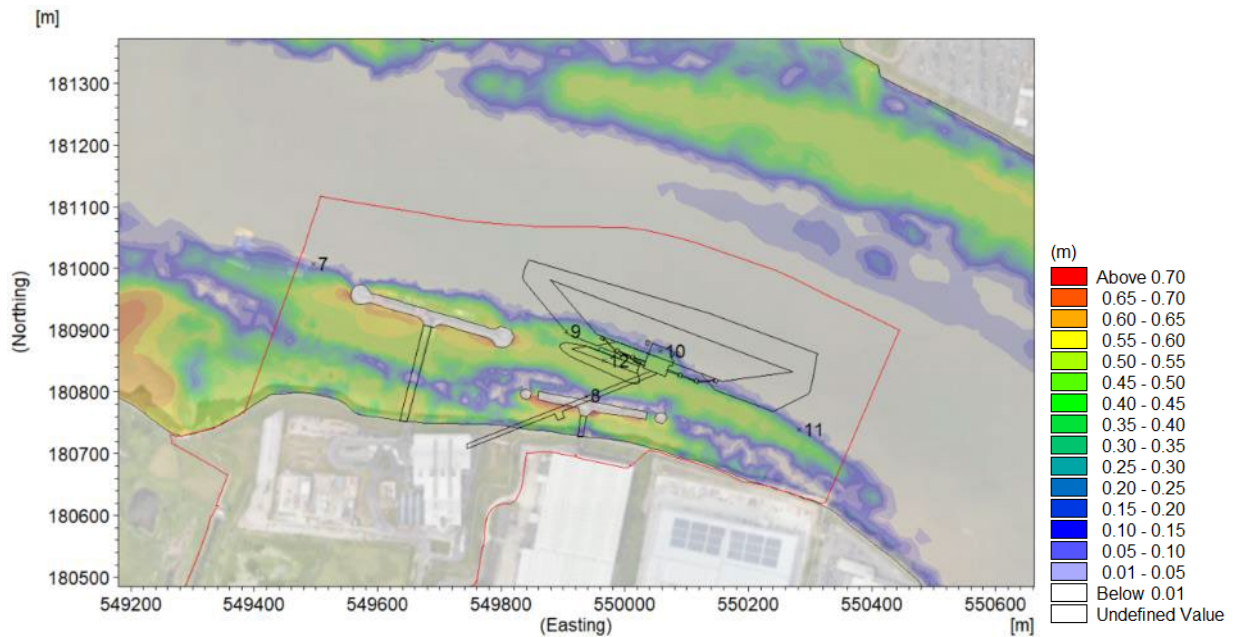 [m]
181300
181200
181100
181000
180900
180800
180700
180600
180500
(Northing)
7
9
10
12
8
11
549200 549400 549600 549800 550000 550200 550400 550600
(Easting)
[m]
(m)
Above 0.70
0.65 - 0.70
0.60 - 0.65
0.55 - 0.60
0.50 - 0.55
0.45 - 0.50
0.40 - 0.45
0.35 - 0.40
0.30 - 0.35
0.25 - 0.30
0.20 - 0.25
0.15 - 0.20
0.10 - 0.15
0.05 - 0.10
0.01 - 0.05
Below 0.01
Undefined Value